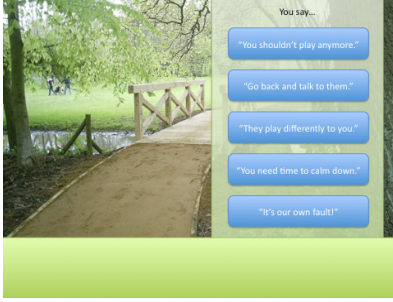 You say...
“You shouldn’t play anymore.”
“Go back and talk to them.”
“They play differently to you.”
“You need time to calm down.”
“It’s our own fault!”